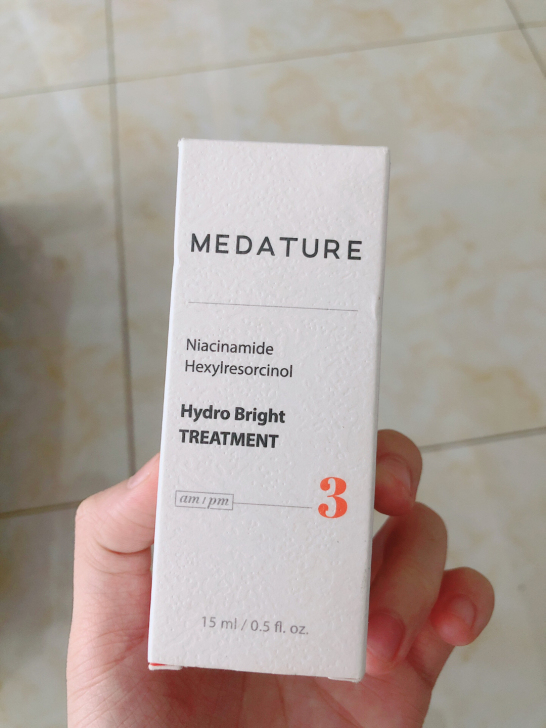 MEDATURE
Niacinamide
Hexylresorcinol
Hydro Bright
TREATMENT
am / pm
3
15 ml / 0.5 fl. oz.